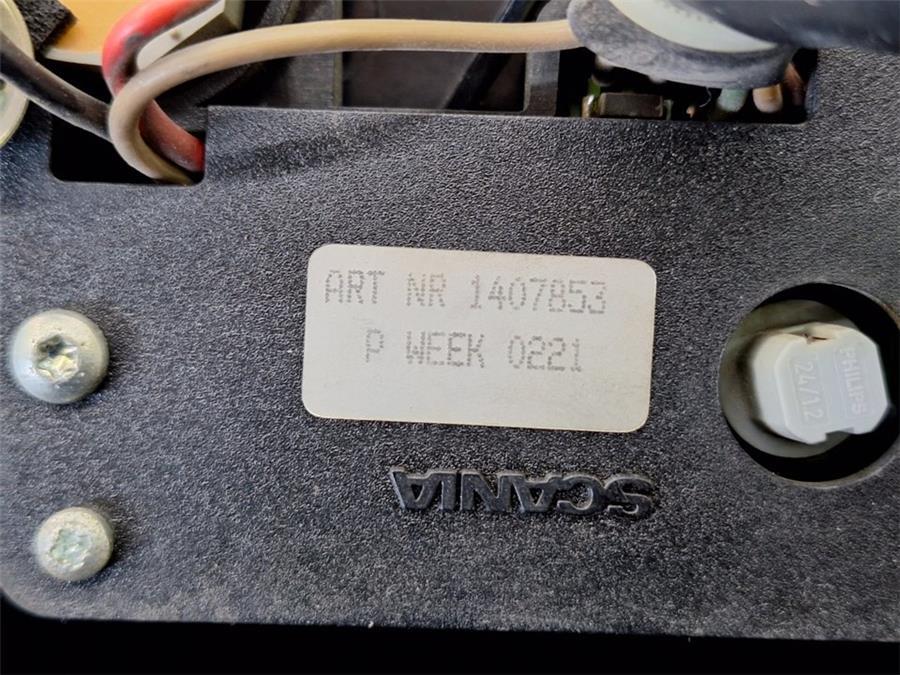 ART NR 1407853
P WEEK 0221
SCANIA
PHILIPS
24/12